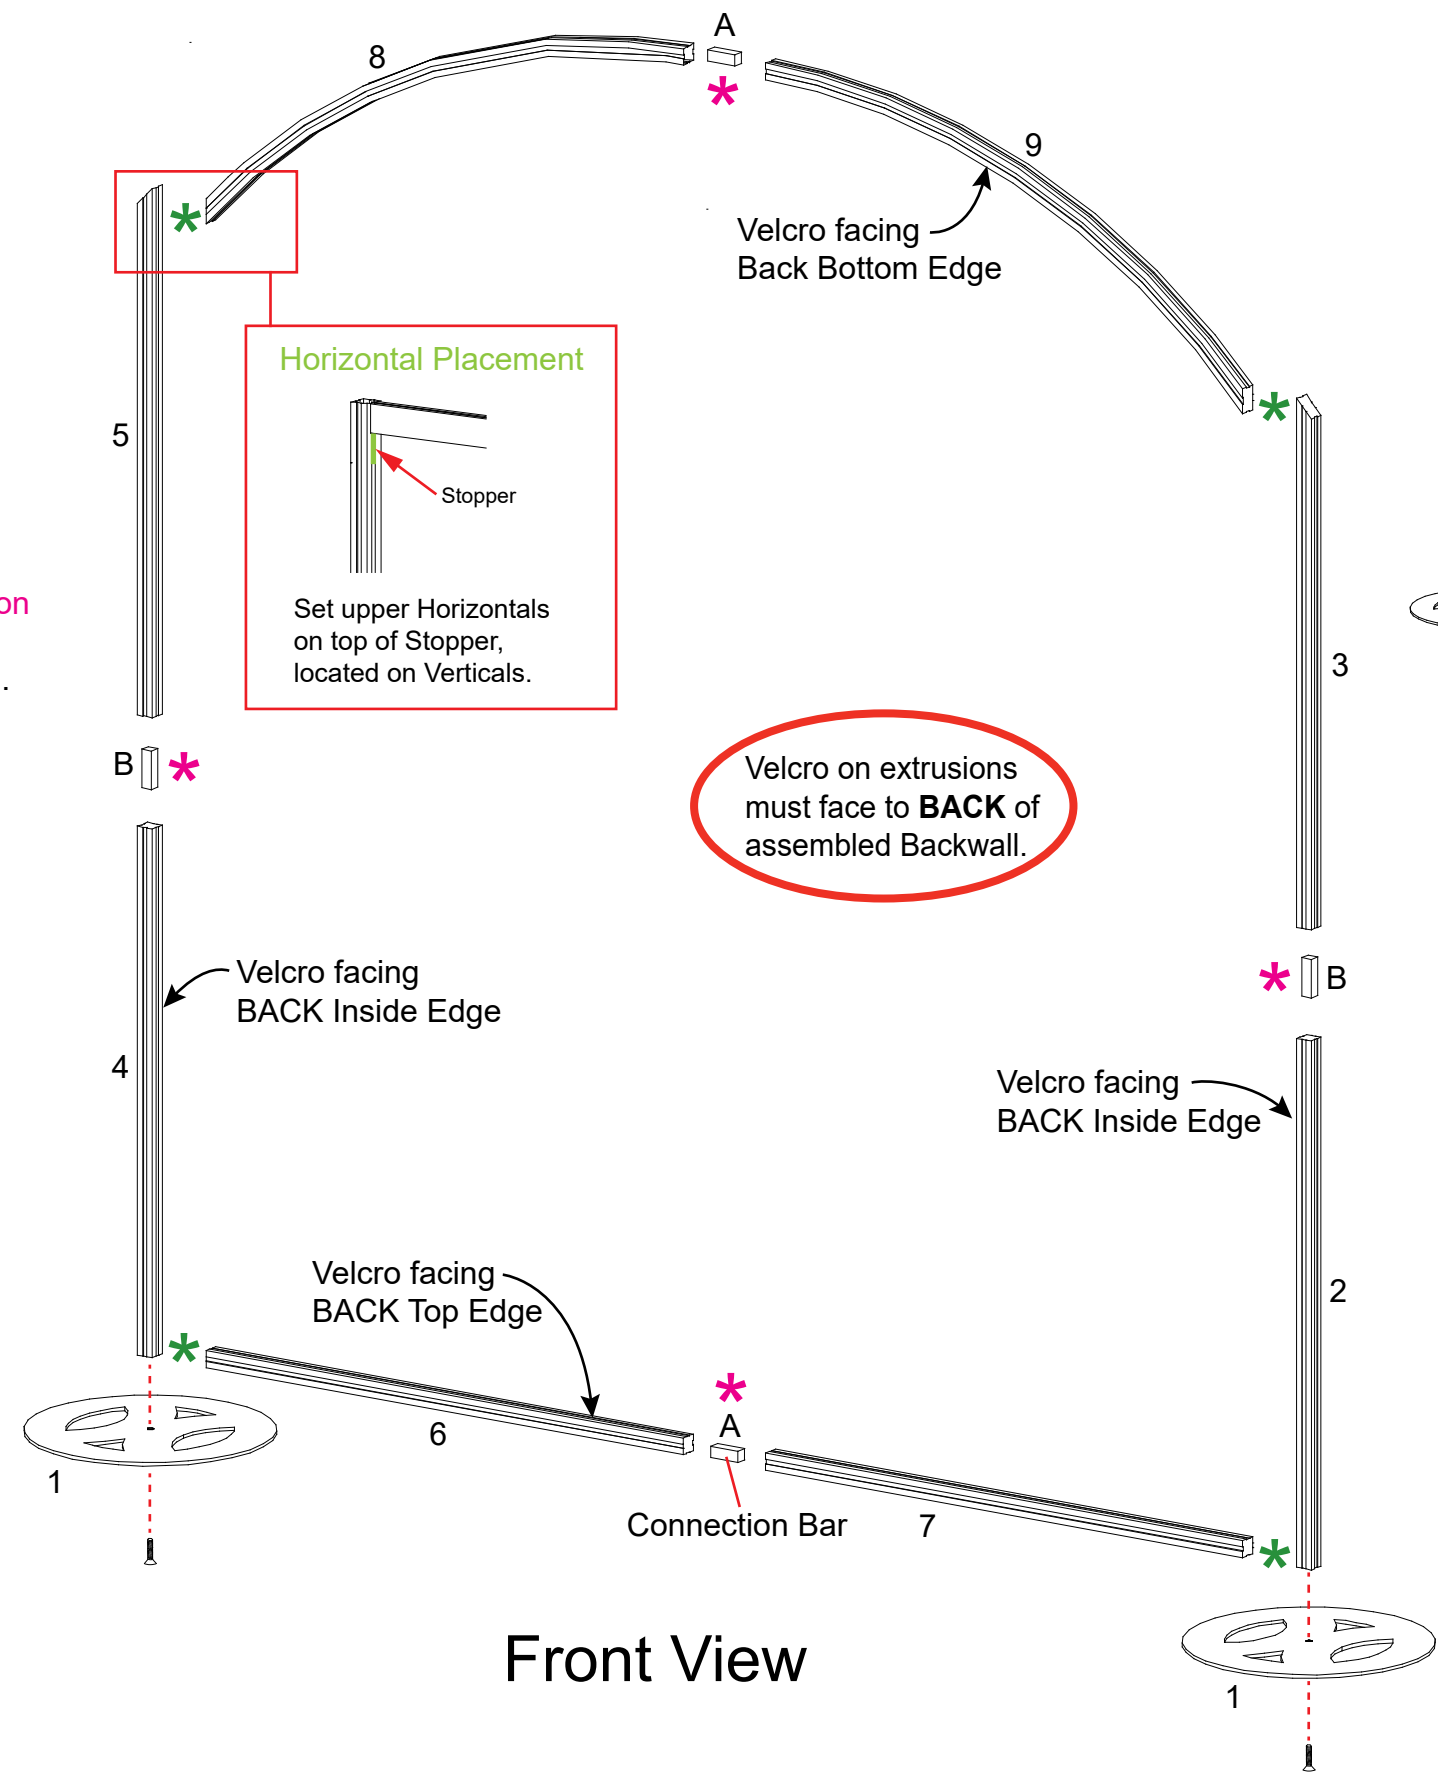 A
8
*
9
*
Velcro facing
Back Bottom Edge
Horizontal Placement
*
5
Stopper
on
Set upper Horizontals
on top of Stopper,
located on Verticals.
.
3
B *
Velcro on extrusions
must face to BACK of
assembled Backwall.
Velcro facing
BACK Inside Edge
* B
4
Velcro facing
BACK Inside Edge
Velcro facing
BACK Top Edge
2
*
*
A
6
1
Connection Bar
7
*
Front View
1